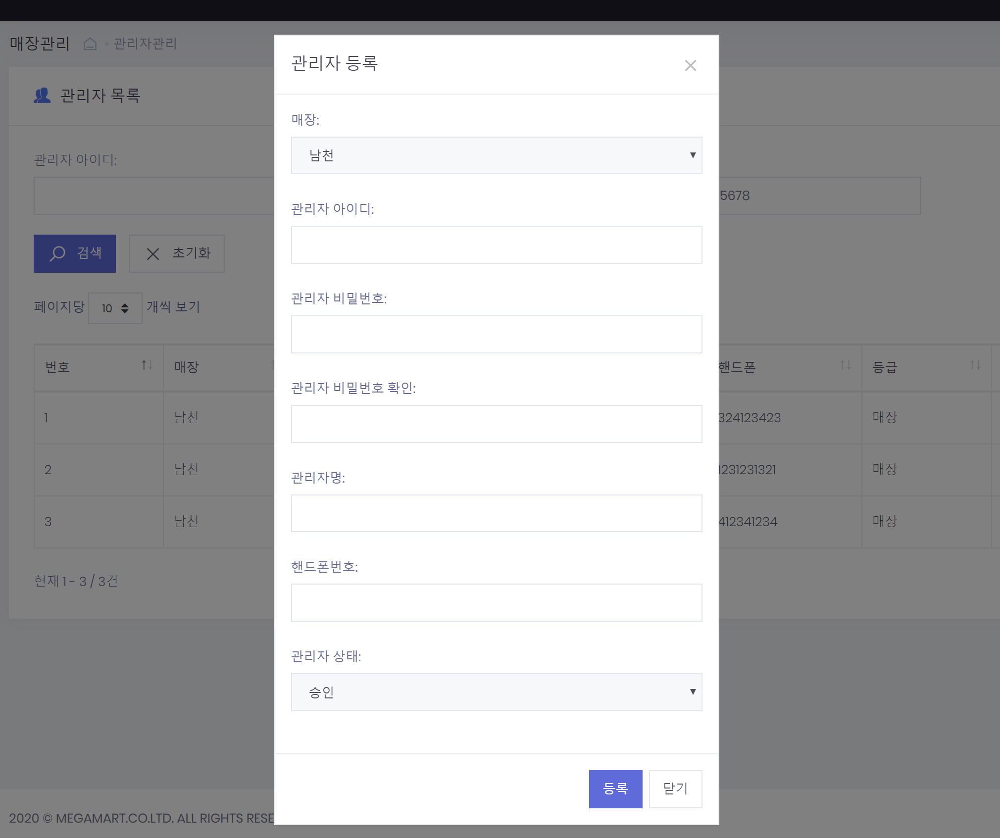 매장관리 관리자관리
관리자 목록
관리자 아이디:
5678
검색 초기화
페이지당 10 개씩 보기
번호 매장 핸드폰 등급
1 남천 324123423 매장
2 남천 1231231321 매장
3 남천 412341234 매장
현재 1 - 3 / 3건
2020 © MEGAMART.CO.LTD. ALL RIGHTS RESE
관리자 등록
매장:
남천
관리자 아이디:
관리자 비밀번호:
관리자 비밀번호 확인:
관리자명:
핸드폰번호:
관리자 상태:
승인
등록 닫기